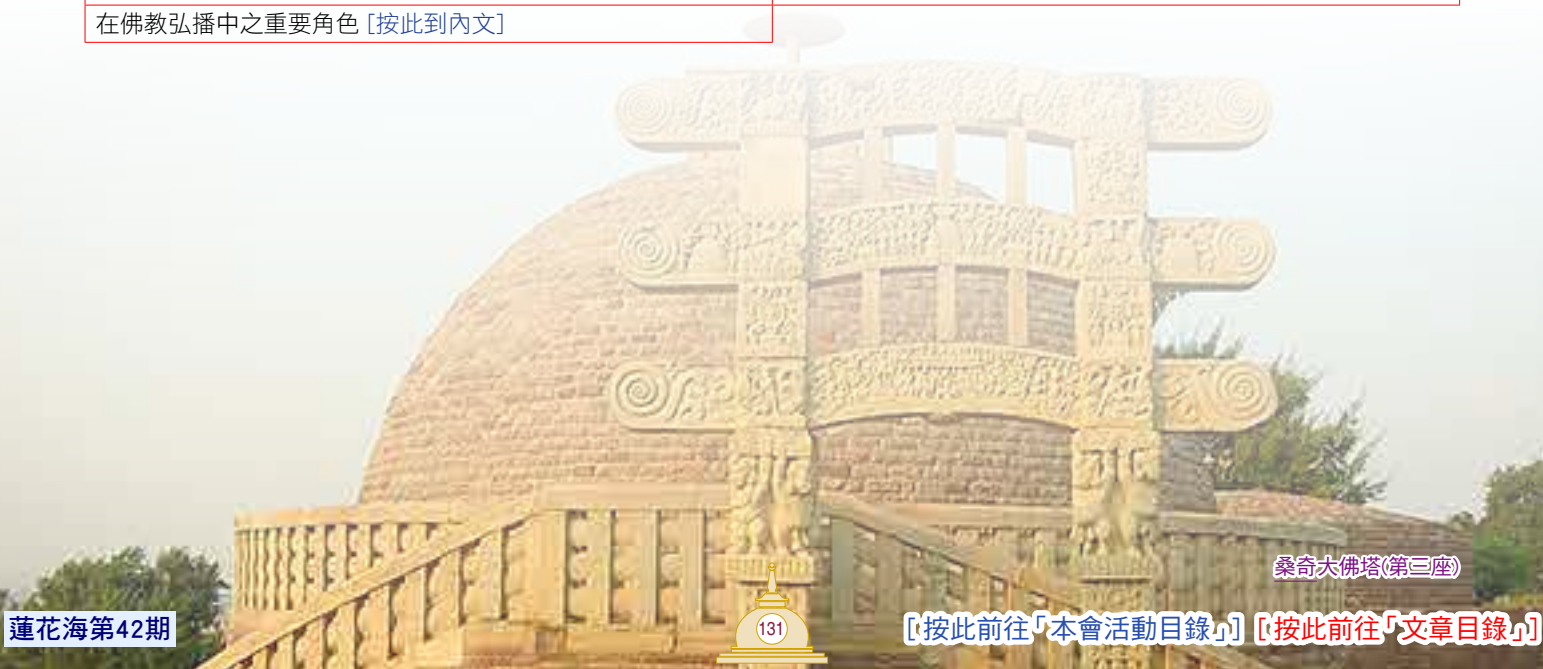 在佛教弘播中之重要角色 [按此到內文]
桑奇大佛塔(第三座)
蓮花海第42期
131
[按此前往「本會活動目錄」] [按此前往「文章目錄」]